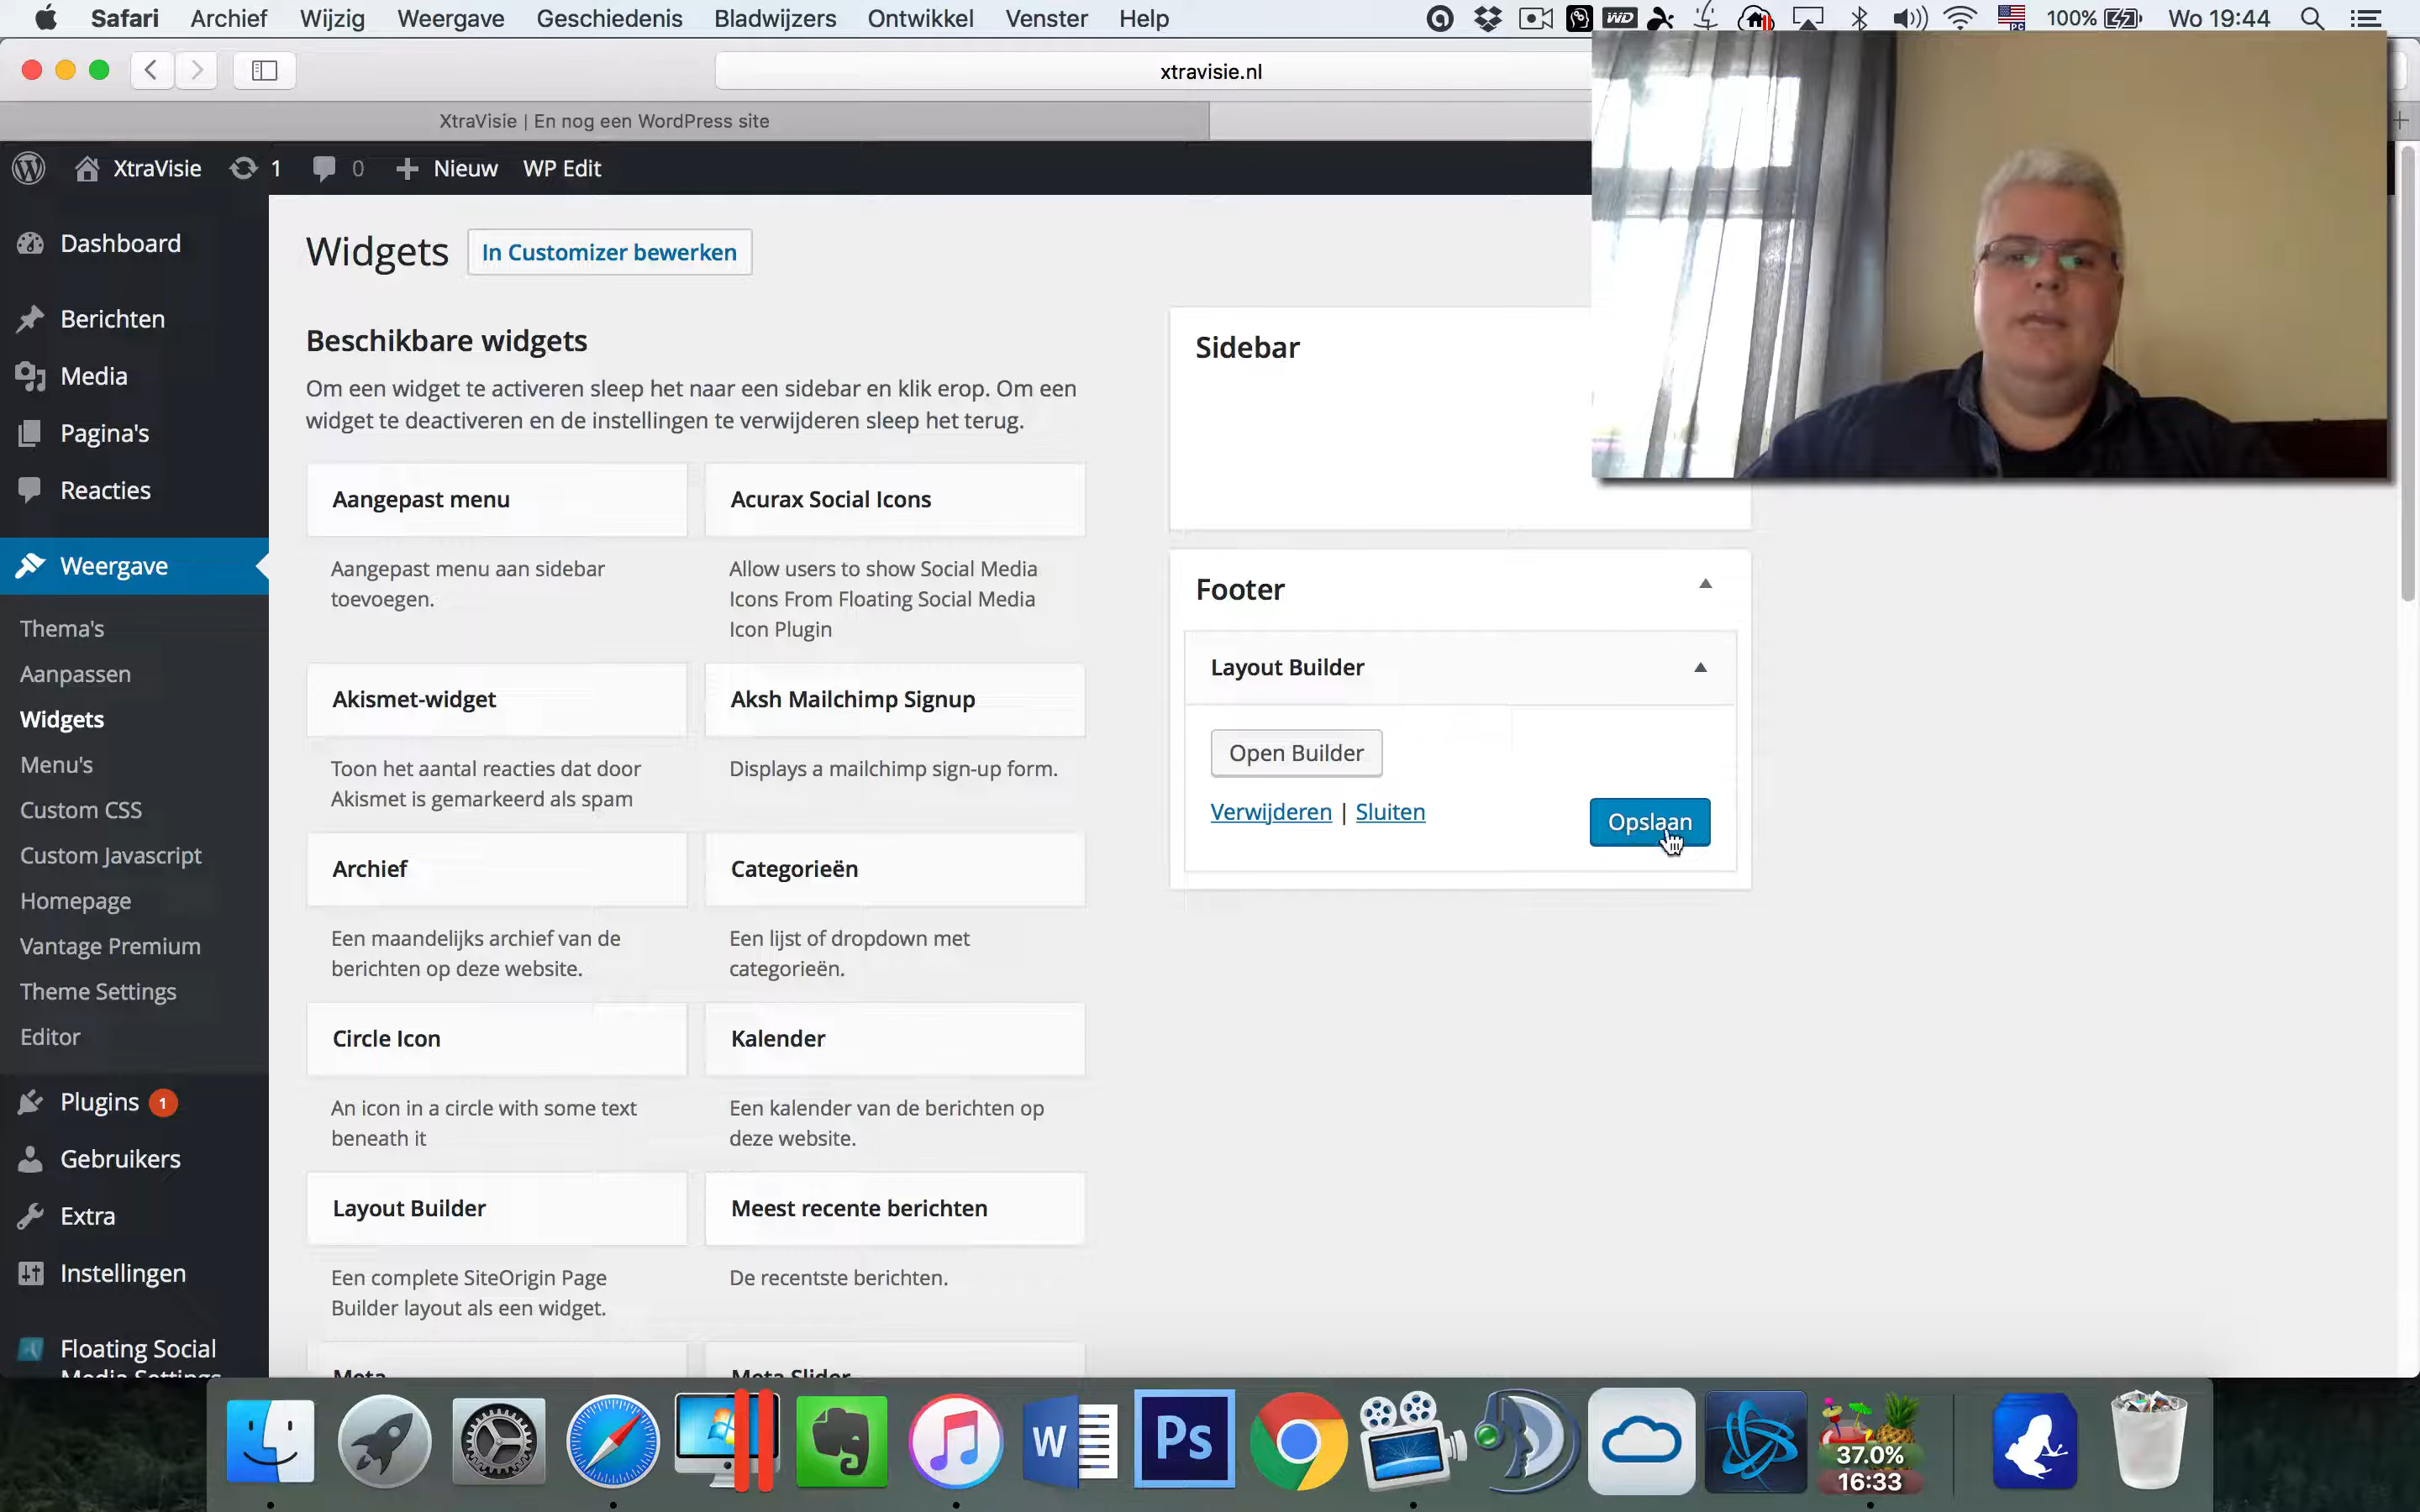 Safari Archief Wijzig Weergave Geschiedenis Bladwijzers Ontwikkel Venster Help
WD 100% Wo 19:44
xtravisie.nl
XtraVisie | En nog een WordPress site
XtraVisie 1 0 Nieuw WP Edit
Dashboard
Berichten
Media
Pagina's
Reacties
Weergave
Thema's
Aanpassen
Widgets
Menu's
Custom CSS
Custom Javascript
Homepage
Vantage Premium
Theme Settings
Editor
Plugins 1
Gebruikers
Extra
Instellingen
Floating Social
Media Settings
Widgets In Customizer bewerken
Beschikbare widgets
Om een widget te activeren sleep het naar een sidebar en klik erop. Om een
widget te deactiveren en de instellingen te verwijderen sleep het terug.
Aangepast menu
Aangepast menu aan sidebar
toevoegen.
Acurax Social Icons
Allow users to show Social Media
Icons From Floating Social Media
Icon Plugin
Akismet-widget
Toon het aantal reacties dat door
Akismet is gemarkeerd als spam
Aksh Mailchimp Signup
Displays a mailchimp sign-up form.
Archief
Een maandelijks archief van de
berichten op deze website.
Categorieën
Een lijst of dropdown met
categorieën.
Circle Icon
An icon in a circle with some text
beneath it
Kalender
Een kalender van de berichten op
deze website.
Layout Builder
Een complete SiteOrigin Page
Builder layout als een widget.
Meest recente berichten
De recentste berichten.
Meta
Meta Slider
Sidebar
Footer
Layout Builder
Open Builder
Verwijderen | Sluiten
Opslaan
W
Ps
37.0%
16:33